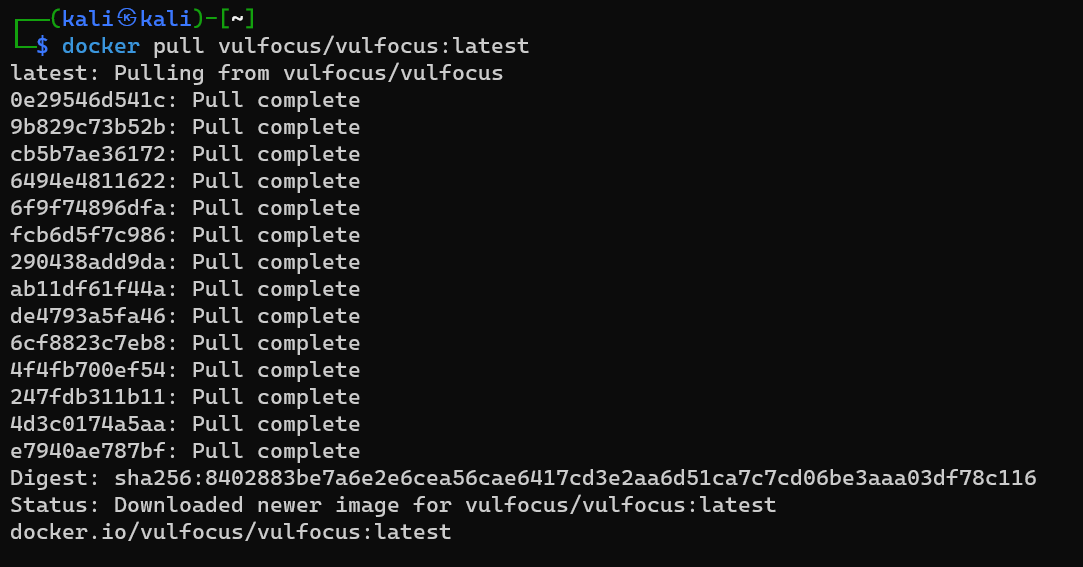 ┌──(kali㉿kali)-[~]
└─$ docker pull vulfocus/vulfocus:latest
latest: Pulling from vulfocus/vulfocus
0e29546d541c: Pull complete
9b829c73b52b: Pull complete
cb5b7ae36172: Pull complete
6494e4811622: Pull complete
6f9f74896dfa: Pull complete
fcb6d5f7c986: Pull complete
290438add9da: Pull complete
ab11df61f44a: Pull complete
de4793a5fa46: Pull complete
6cf8823c7eb8: Pull complete
4f4fb700ef54: Pull complete
247fdb311b11: Pull complete
4d3c0174a5aa: Pull complete
e7940ae787bf: Pull complete
Digest: sha256:8402883be7a6e2e6cea56cae6417cd3e2aa6d51ca7c7cd06be3aaa03df78c116
Status: Downloaded newer image for vulfocus/vulfocus:latest
docker.io/vulfocus/vulfocus:latest